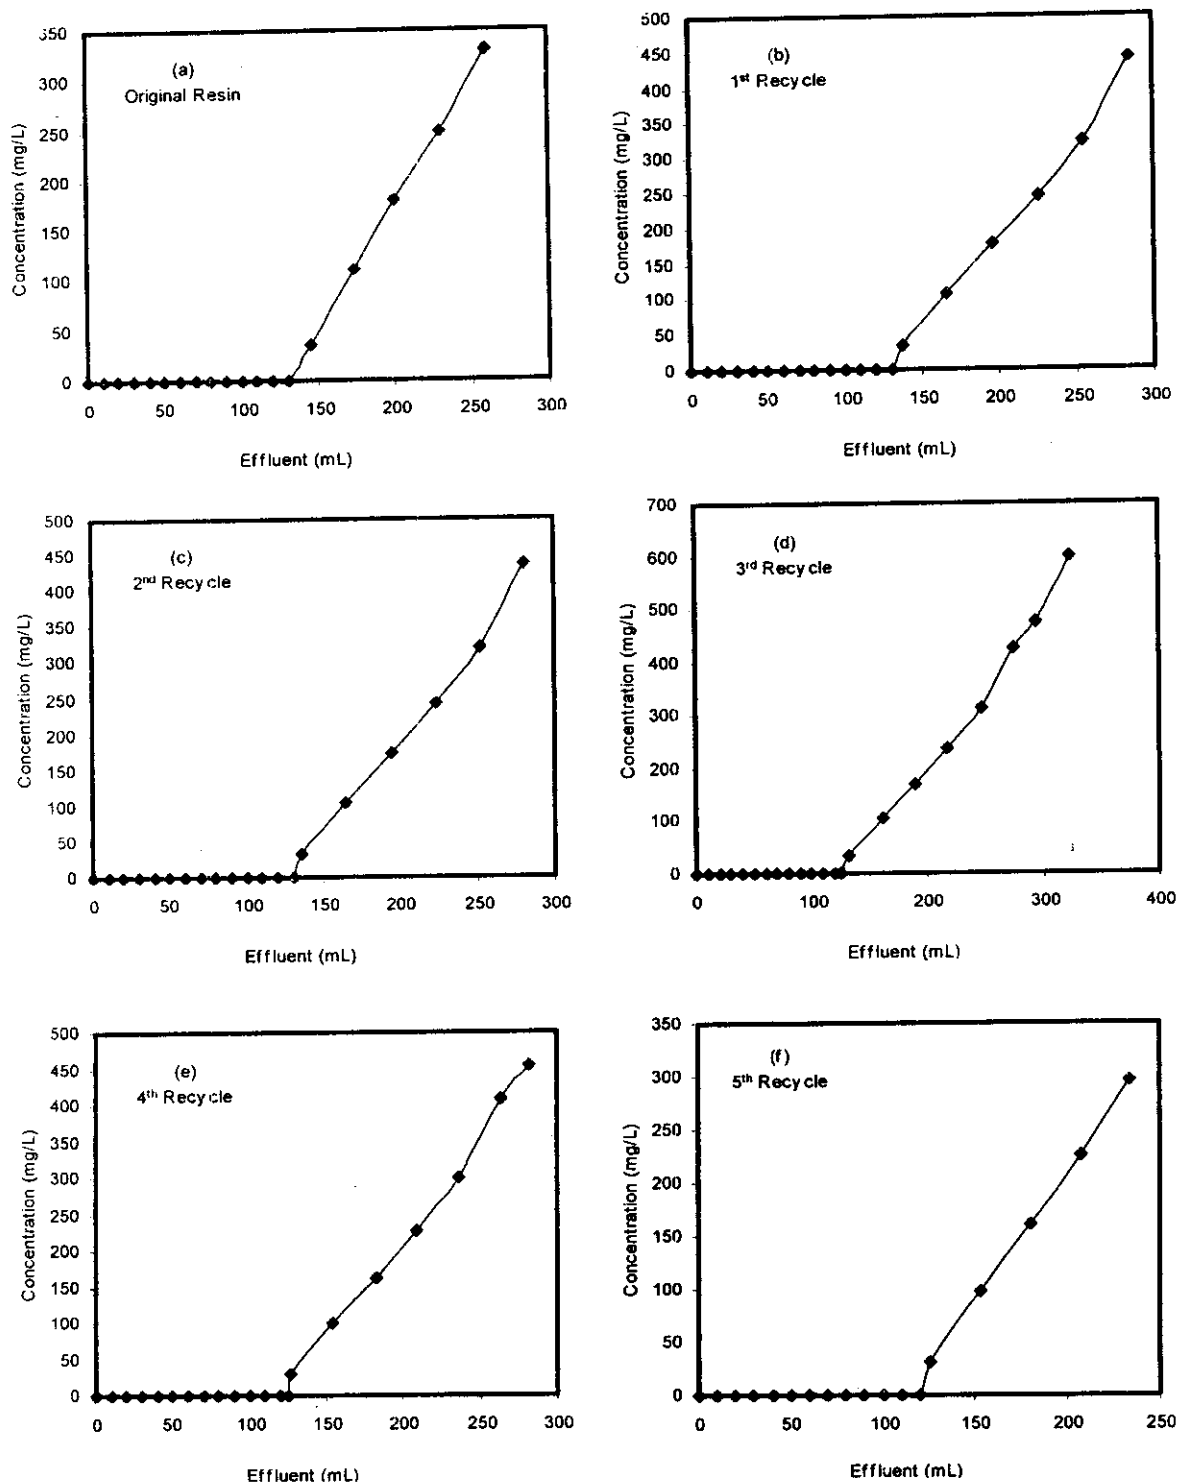 (a)
Original Resin
Concentration (mg/L)
350
300
250
200
150
100
50
0
0 50 100 150 200 250 300
Effluent (mL)
(b)
1st Recycle
Concentration (mg/L)
500
450
400
350
300
250
200
150
100
50
0
0 50 100 150 200 250 300
Effluent (mL)
(c)
2nd Recycle
Concentration (mg/L)
500
450
400
350
300
250
200
150
100
50
0
0 50 100 150 200 250 300
Effluent (mL)
(d)
3rd Recycle
Concentration (mg/L)
700
600
500
400
300
200
100
0
0 100 200 300 400
Effluent (mL)
(e)
4th Recycle
Concentration (mg/L)
500
450
400
350
300
250
200
150
100
50
0
0 50 100 150 200 250 300
Effluent (mL)
(f)
5th Recycle
Concentration (mg/L)
350
300
250
200
150
100
50
0
0 50 100 150 200 250
Effluent (mL)